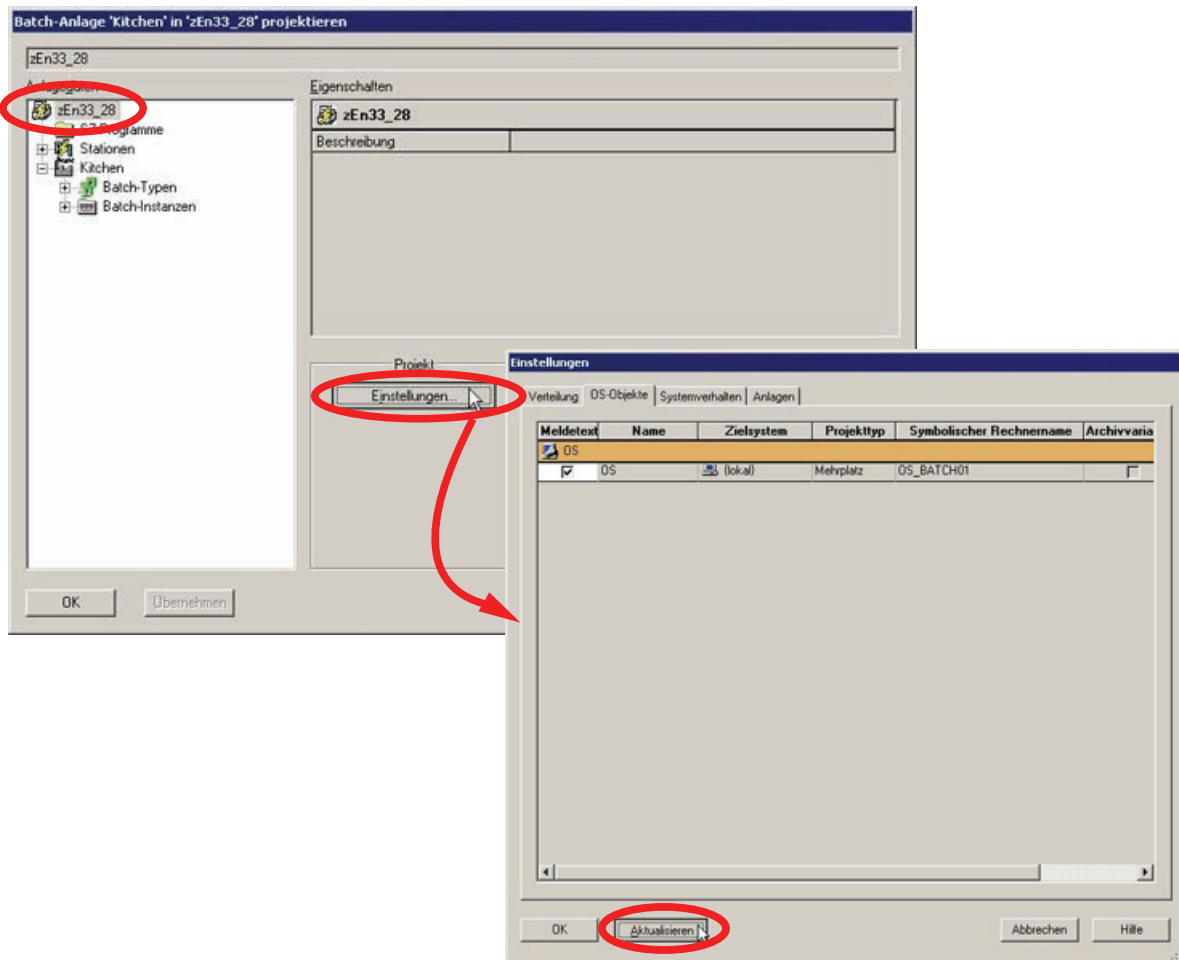 Batch-Anlage 'Kitchen' in 'zEn33_28' projektieren
zEn33_28
Eigenschaften
zEn33_28
zEn33_28
S7-Programme
Beschreibung
Stationen
Kitchen
Batch-Typen
Batch-Instanzen
Projekt
Einstellungen...
OK
Übernehmen
Einstellungen
Verteilung OS-Objekte Systemverhalten Anlagen
Meldetext Name Zielsystem Projekttyp Symbolischer Rechnername Archivvaria
OS
OS (lokal) Mehrplatz OS_BATCH01
OK Aktualisieren Abbrechen Hilfe